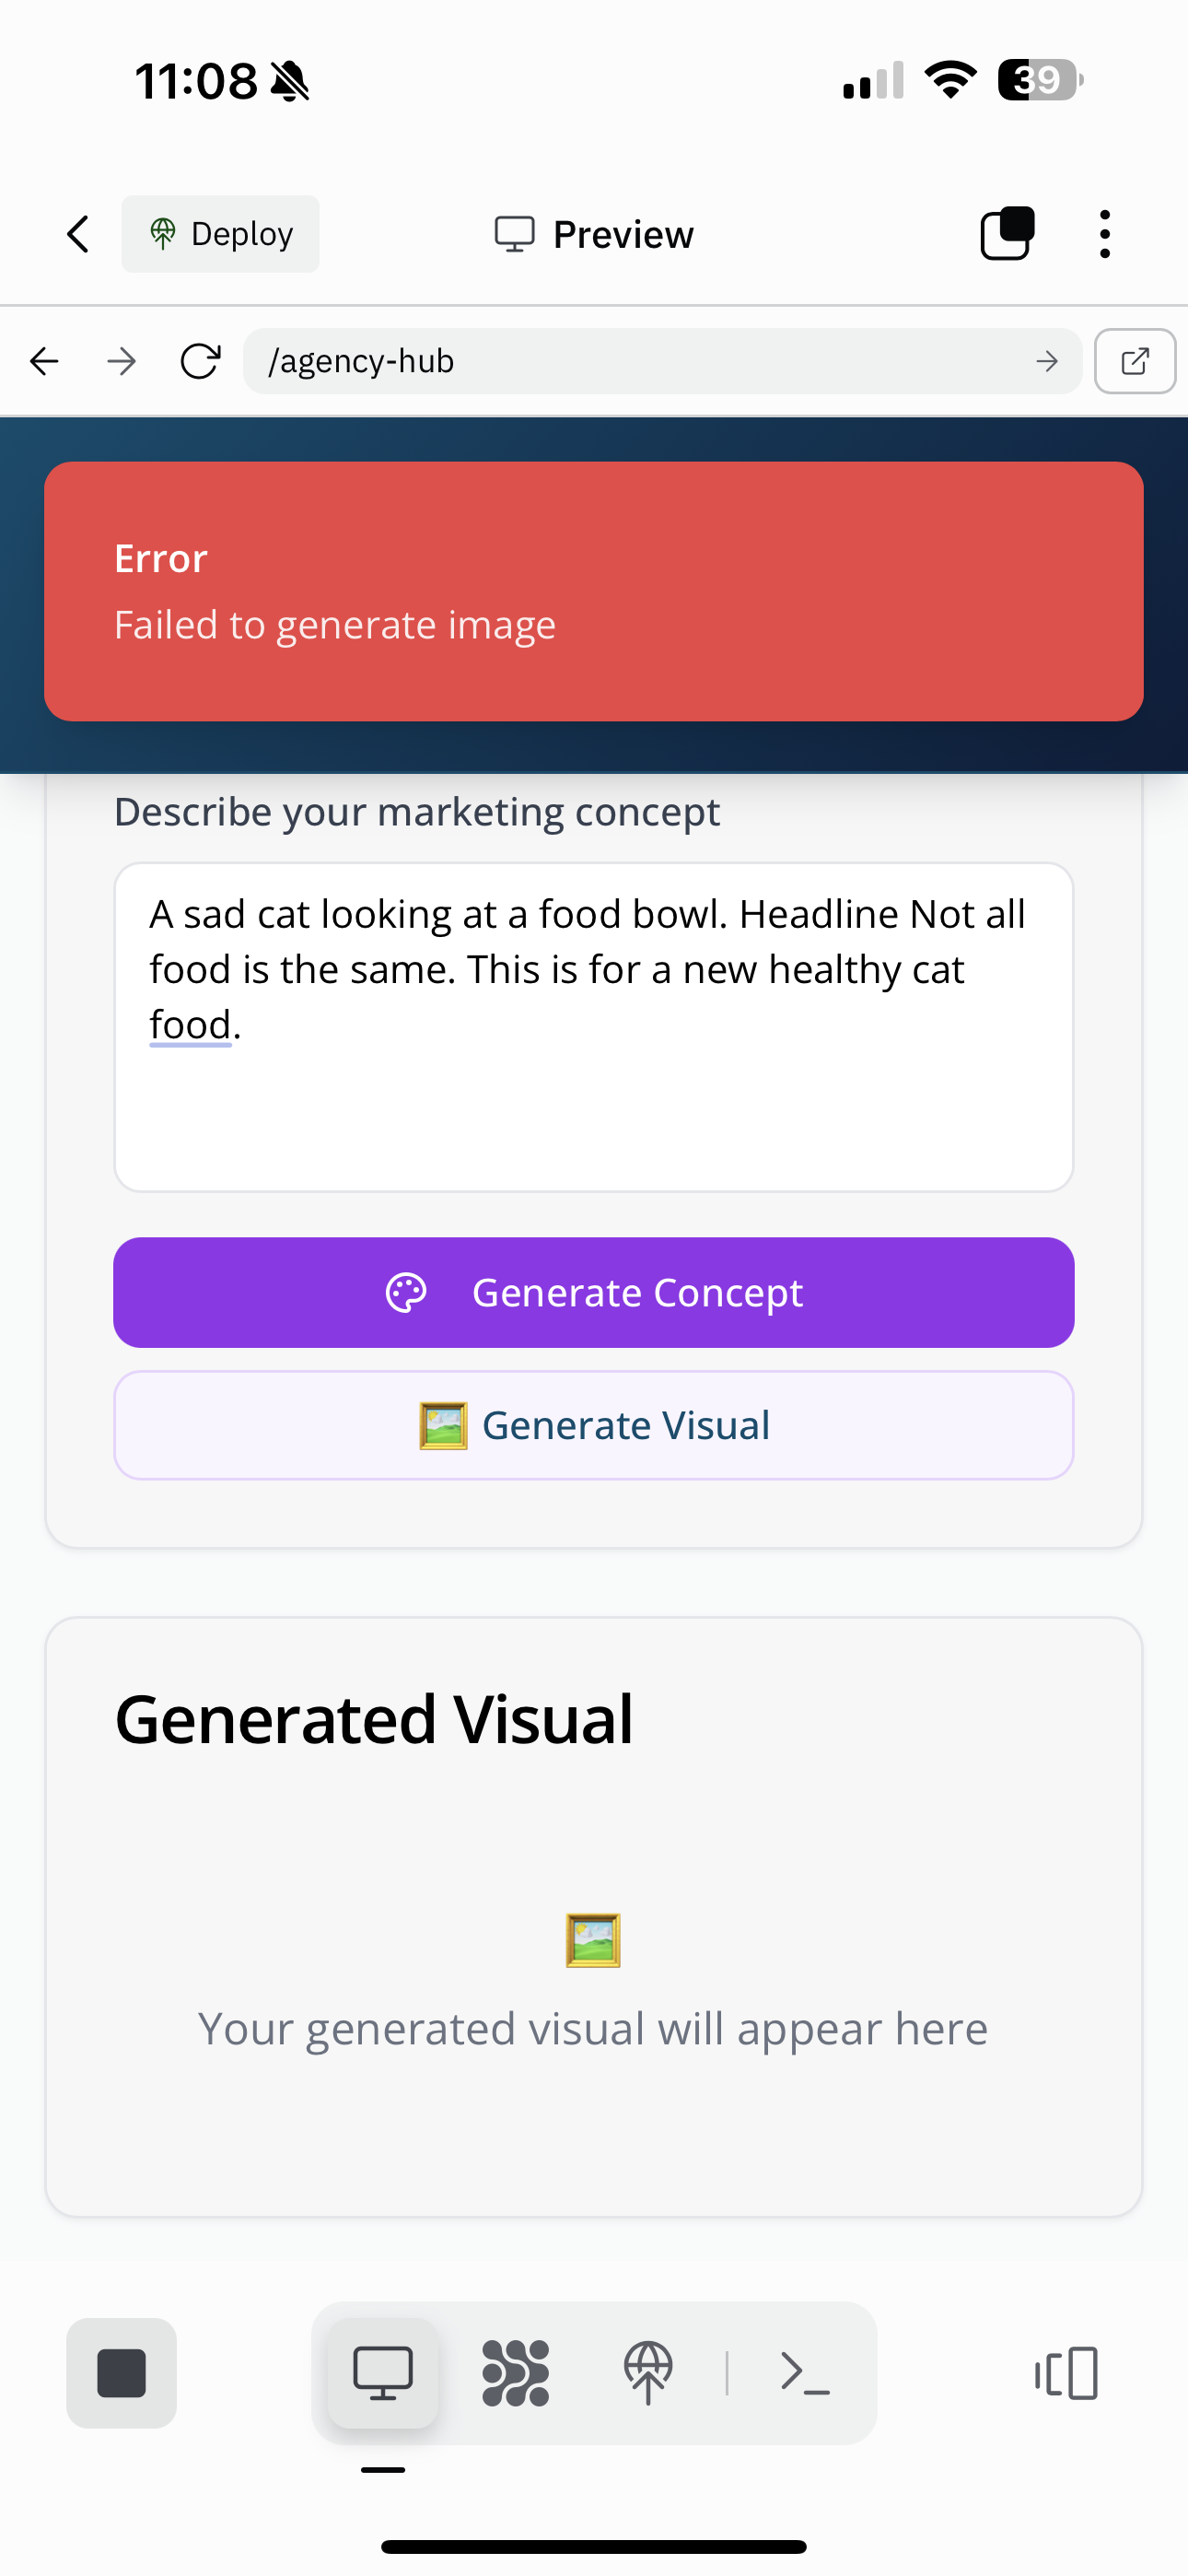 11:08
39
Deploy
Preview
/agency-hub
Error
Failed to generate image
Describe your marketing concept
A sad cat looking at a food bowl. Headline Not all
food is the same. This is for a new healthy cat
food.
Generate Concept
Generate Visual
Generated Visual
Your generated visual will appear here